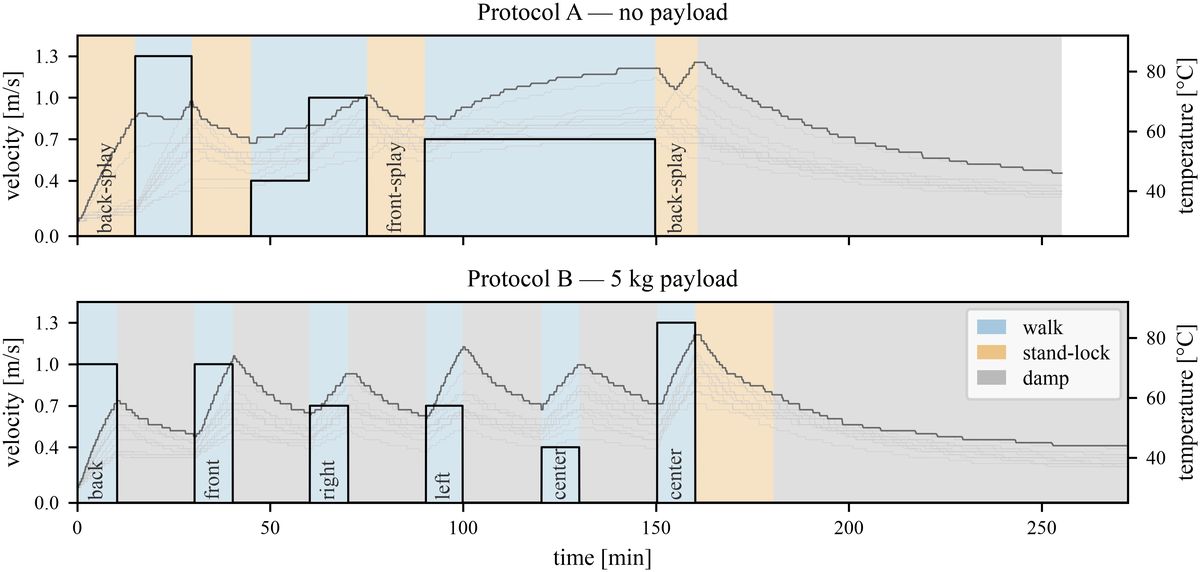 Protocol A — no payload
velocity [m/s]
1.3
1.0
0.7
0.4
0.0
back-splay
front-splay
back-splay
80
60
40
temperature [°C]
Protocol B — 5 kg payload
velocity [m/s]
1.3
1.0
0.7
0.4
0.0
back
front
right
left
center
center
walk
stand-lock
damp
80
60
40
temperature [°C]
0
50
100
150
200
250
time [min]